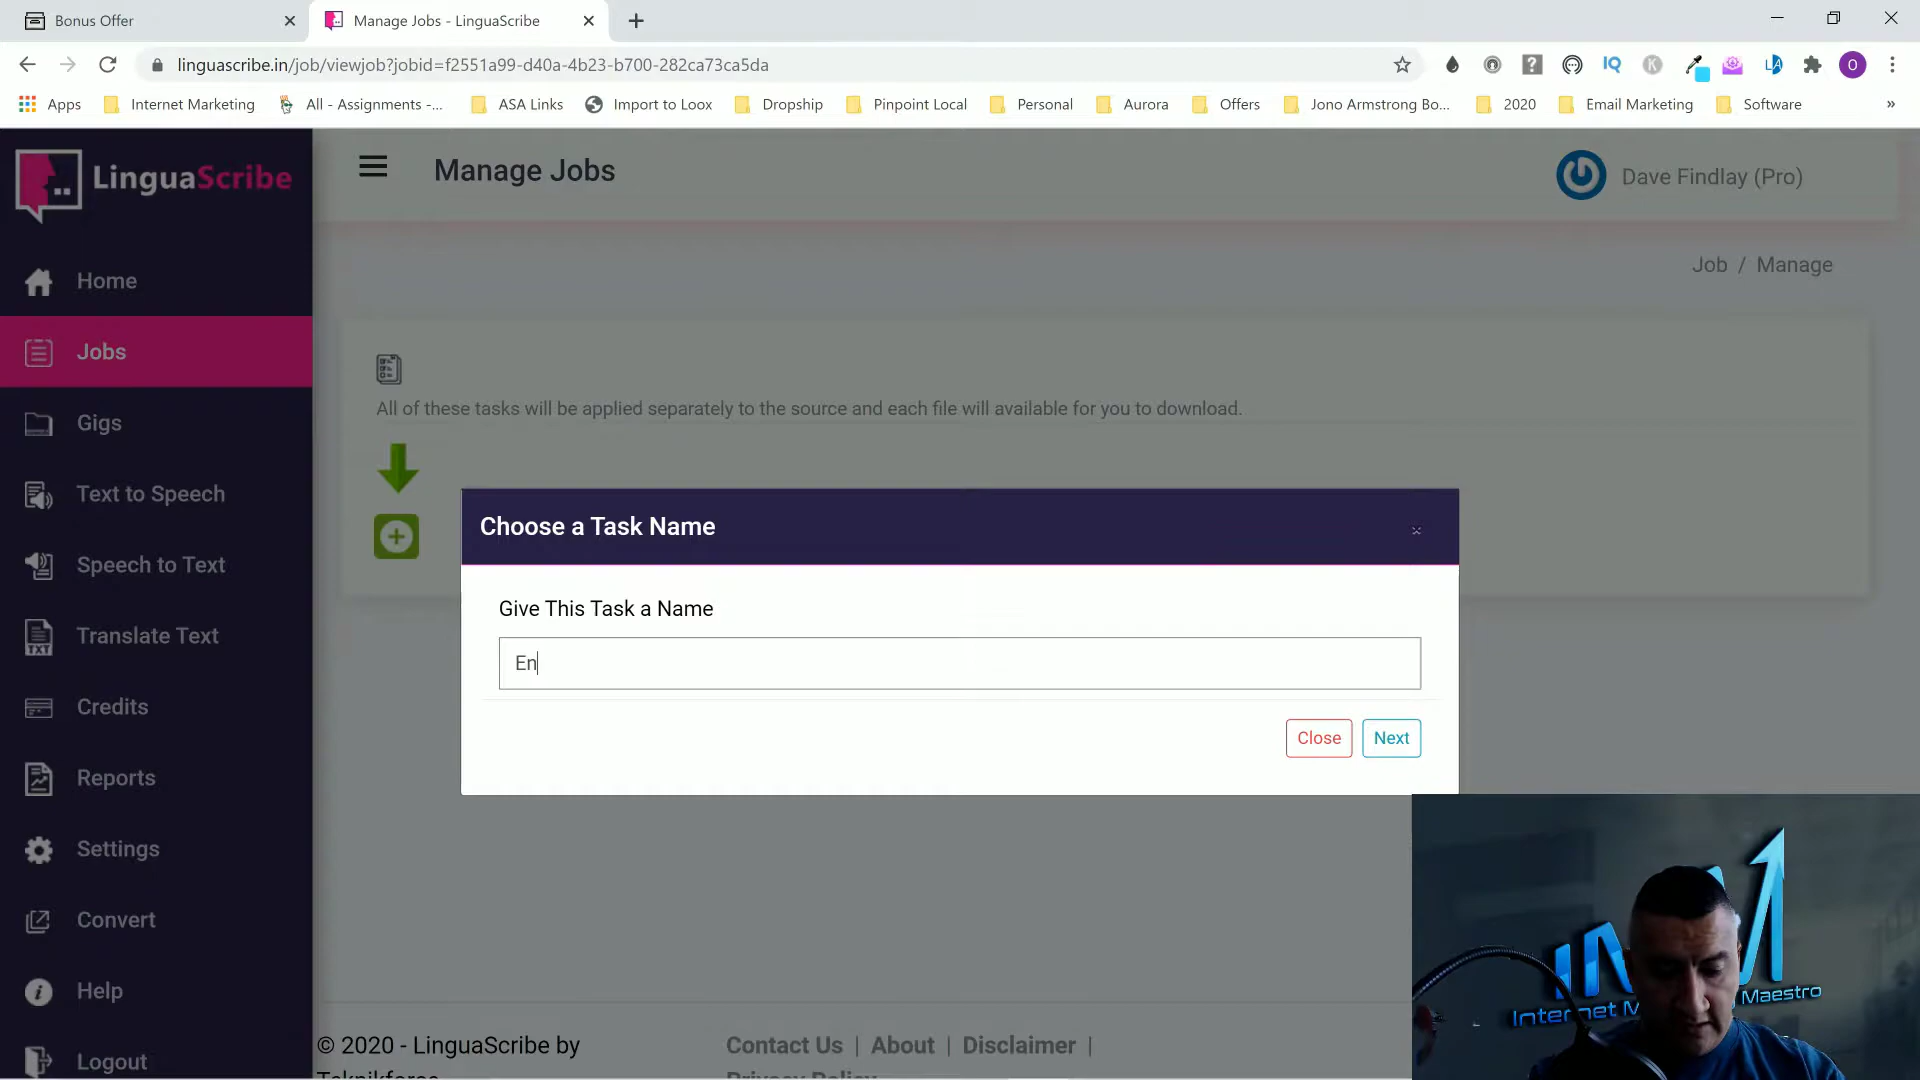 Bonus Offer
Manage Jobs - LinguaScribe
linguascribe.in/job/viewjob?jobid=f2551a99-d40a-4b23-b700-282ca73ca5da
Apps
Internet Marketing
All - Assignments -...
ASA Links
Import to Loox
Dropship
Pinpoint Local
Personal
Aurora
Offers
Jono Armstrong Bo...
2020
Email Marketing
Software
»
LinguaScribe
Manage Jobs
Dave Findlay (Pro)
Home
Job / Manage
Jobs
All of these tasks will be applied separately to the source and each file will available for you to download.
Gigs
Text to Speech
Choose a Task Name
Speech to Text
Give This Task a Name
Translate Text
En
Credits
Close
Next
Reports
Settings
Convert
Help
Internet M
Maestro
© 2020 - LinguaScribe by
Contact Us | About | Disclaimer |
Logout
Teknikforce
Privacy Policy